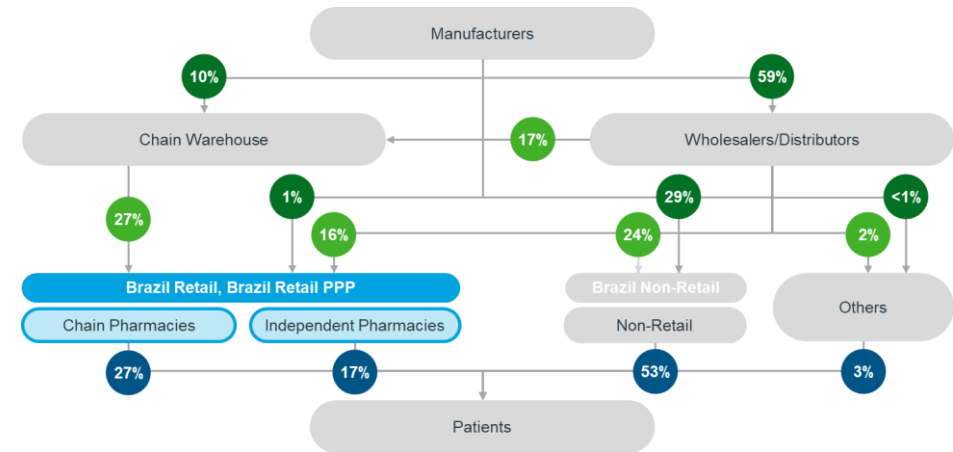 Manufacturers
10%
59%
Chain Warehouse
17%
Wholesalers/Distributors
1%
29%
<1%
27%
16%
24%
2%
Brazil Retail, Brazil Retail PPP
Brazil Non-Retail
Others
Chain Pharmacies
Independent Pharmacies
Non-Retail
27%
17%
53%
3%
Patients